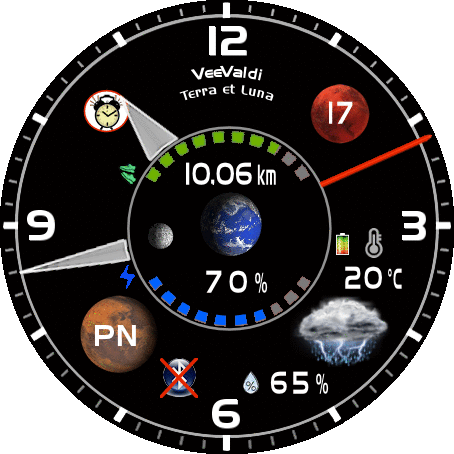 12
VeeValdi
Terra et Luna
17
10.06 km
9
3
70 %
20 °C
PN
% 65 %
6